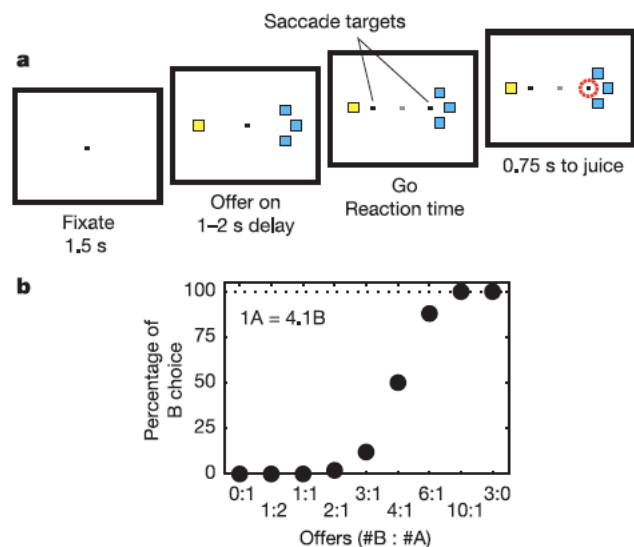 Saccade targets
a
Fixate
1.5 s
Offer on
1–2 s delay
Go
Reaction time
0.75 s to juice
b
Percentage of
B choice
100
75
50
25
0
1A = 4.1B
0:1 1:1 3:1 6:1 3:0
1:2 2:1 4:1 10:1
Offers (#B : #A)